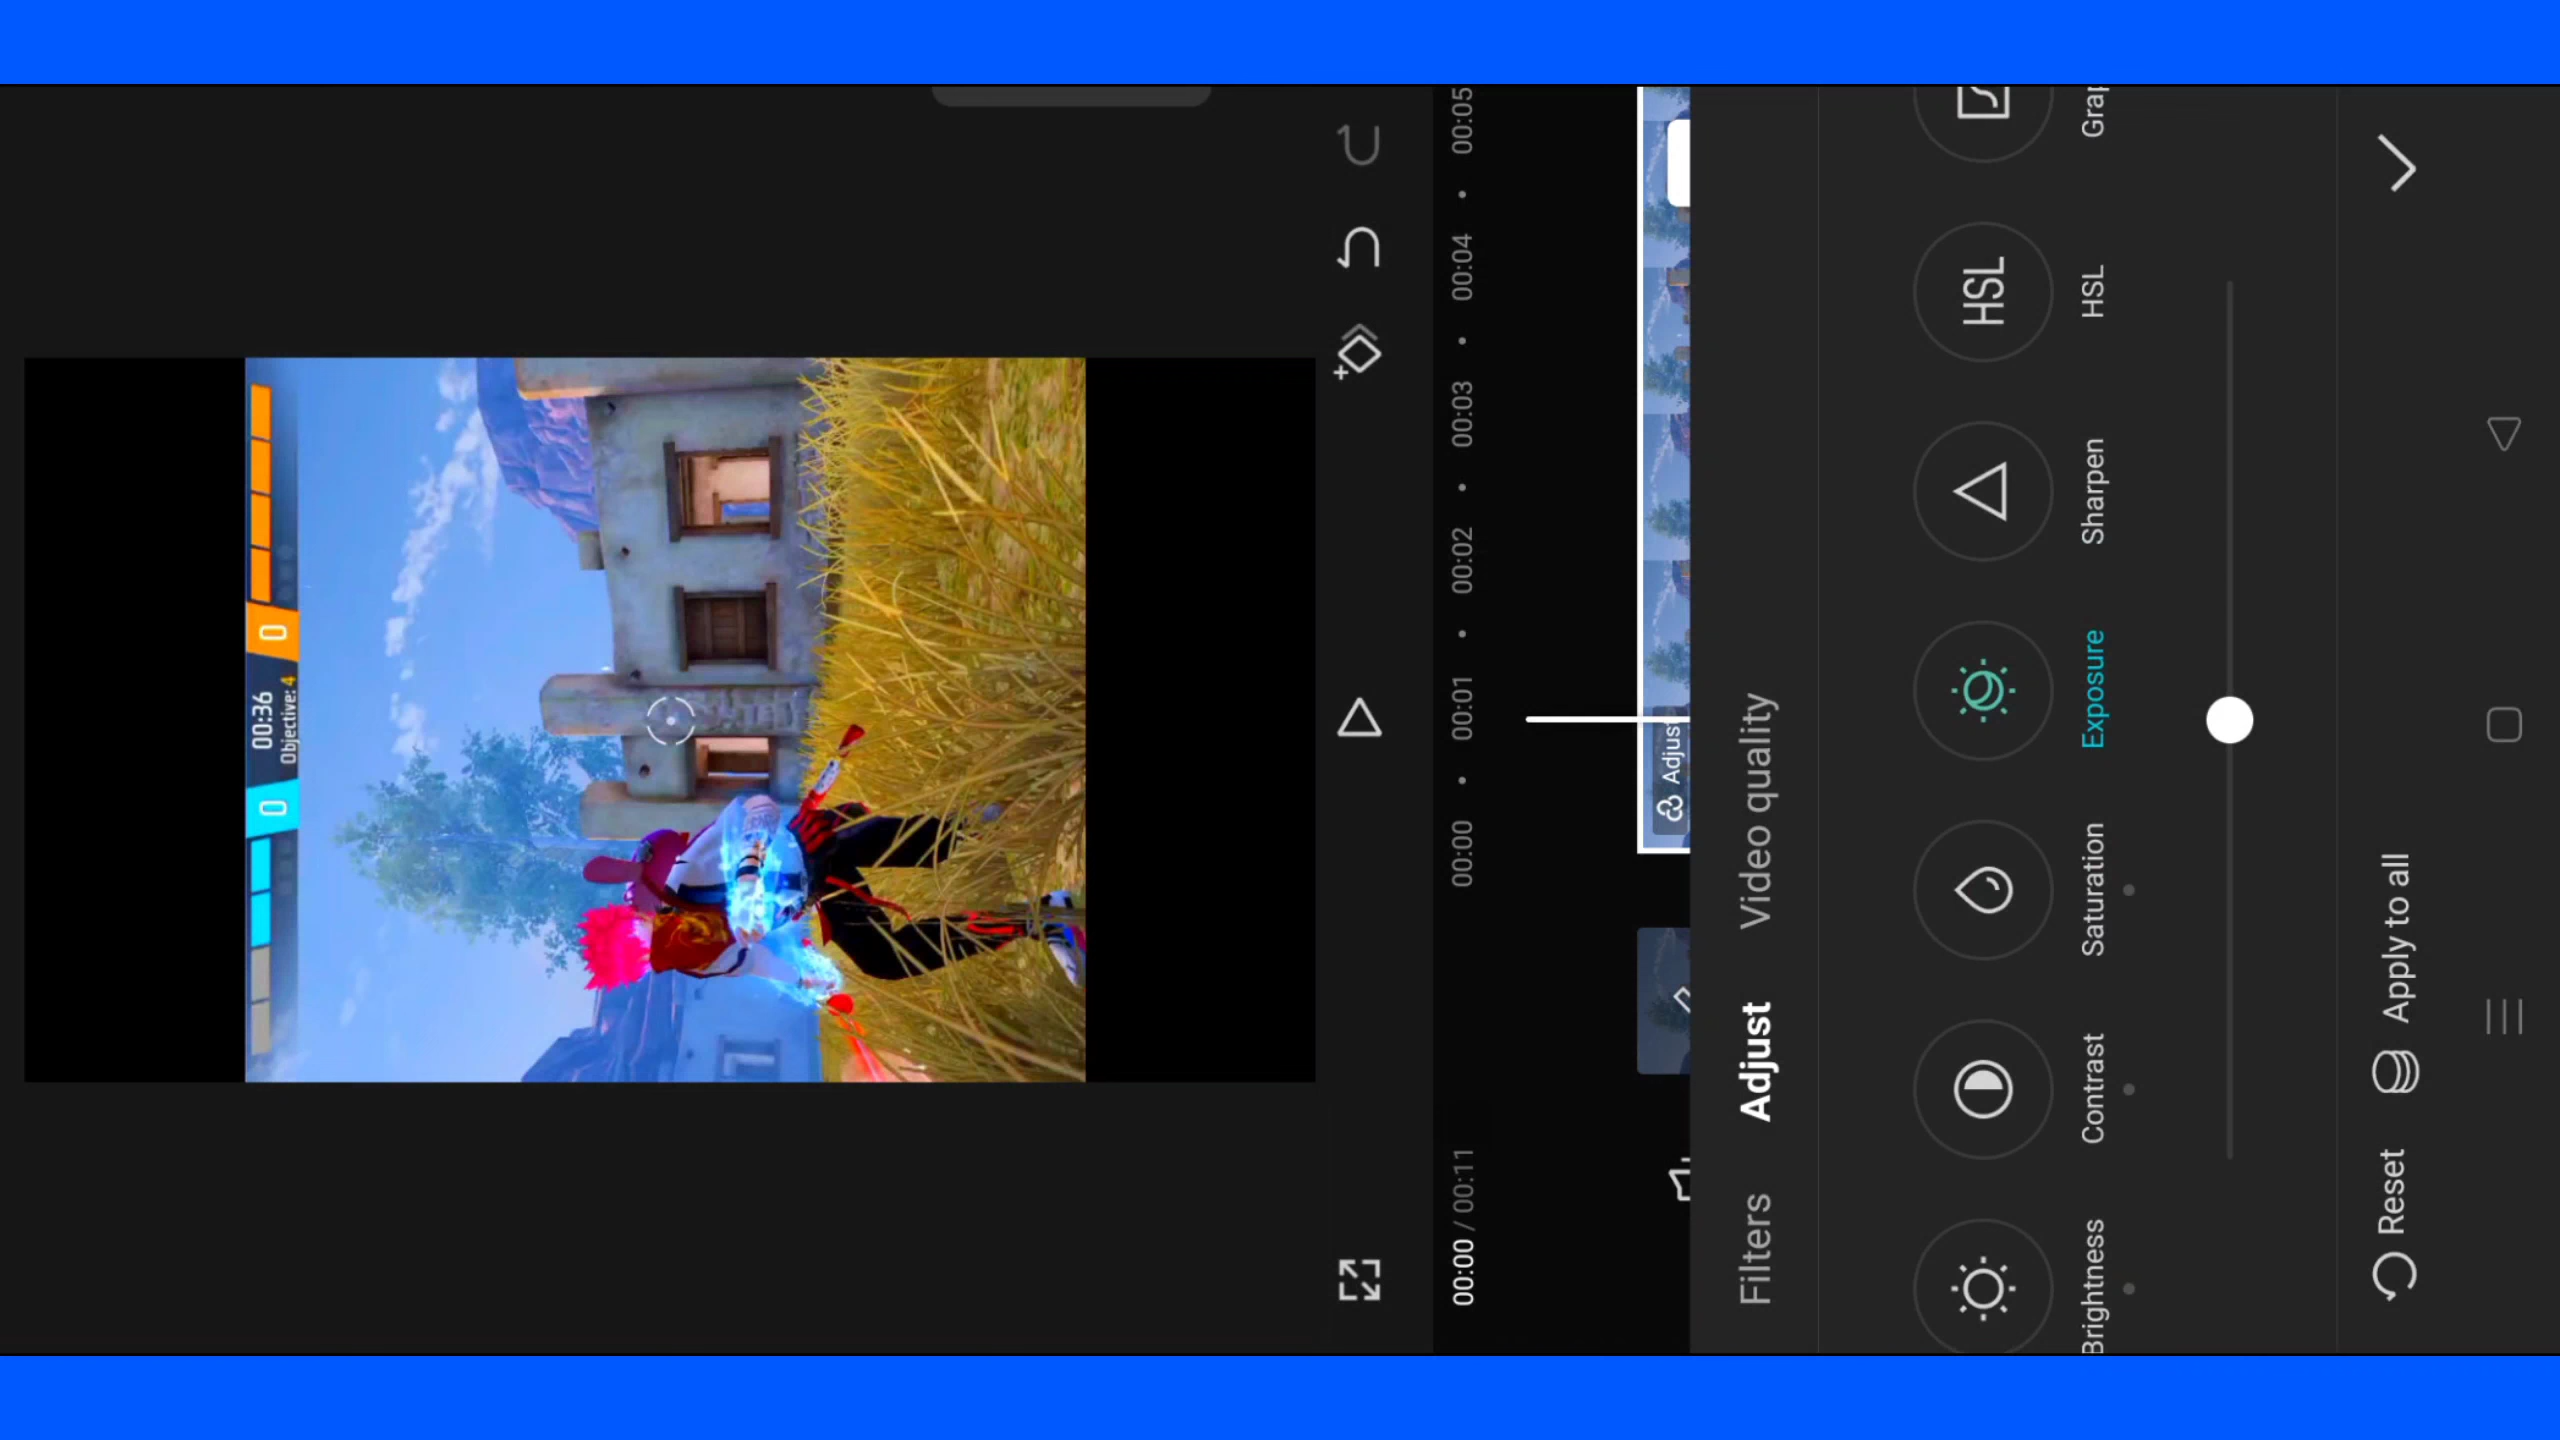 0
00:36
Objective: 4
0
00:00 / 00:11
00:00
00:01
00:02
00:03
00:04
00:05
Adjust
Filters
Adjust
Video quality
HSL
Brightness
Contrast
Saturation
Exposure
Sharpen
HSL
Reset
Apply to all